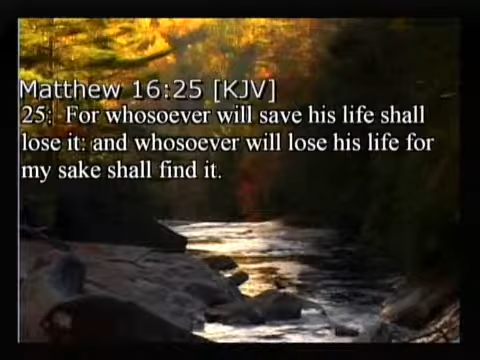 Matthew 16:25 [KJV]
25:  For whosoever will save his life shall
lose it: and whosoever will lose his life for
my sake shall find it.